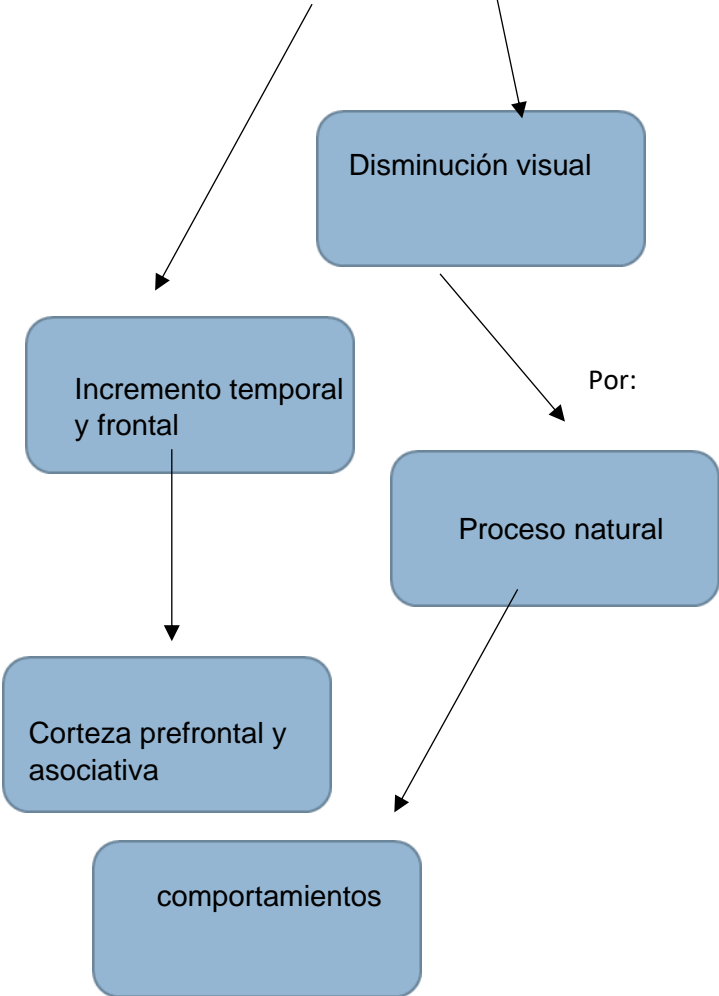 Disminución visual
Incremento temporal
y frontal
Por:
Proceso natural
Corteza prefrontal y
asociativa
comportamientos